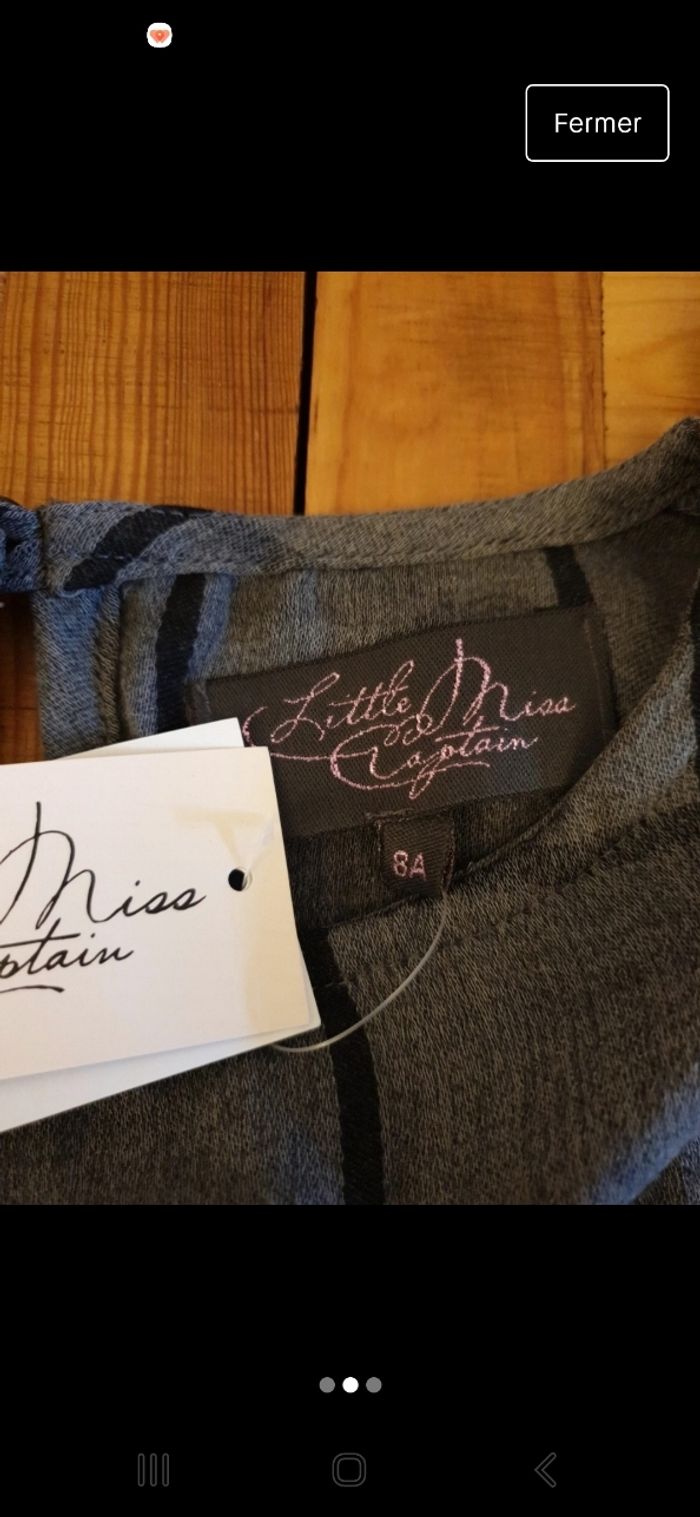 Fermer
Little Miss
Captain
8A
Miss
ptain